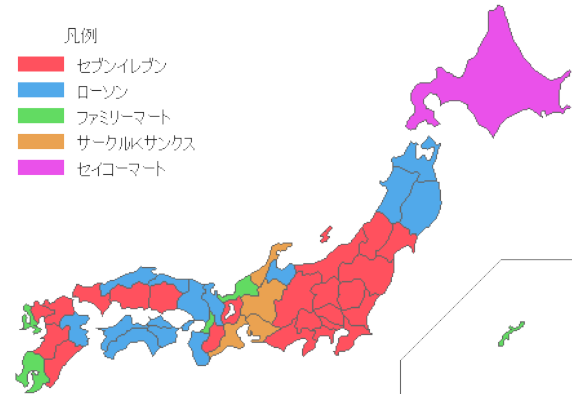 凡例
セブンイレブン
ローソン
ファミリーマート
サークルKサンクス
セイコーマート